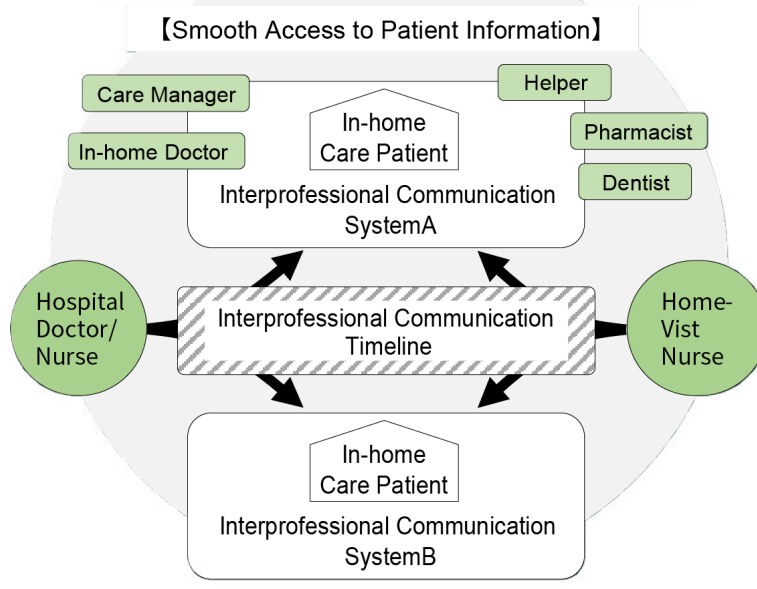 【Smooth Access to Patient Information】
Care Manager
Helper
In-home Doctor
Pharmacist
Dentist
In-home
Care Patient
Interprofessional Communication
SystemA
Hospital
Doctor/
Nurse
Interprofessional Communication
Timeline
Home-
Vist
Nurse
In-home
Care Patient
Interprofessional Communication
SystemB